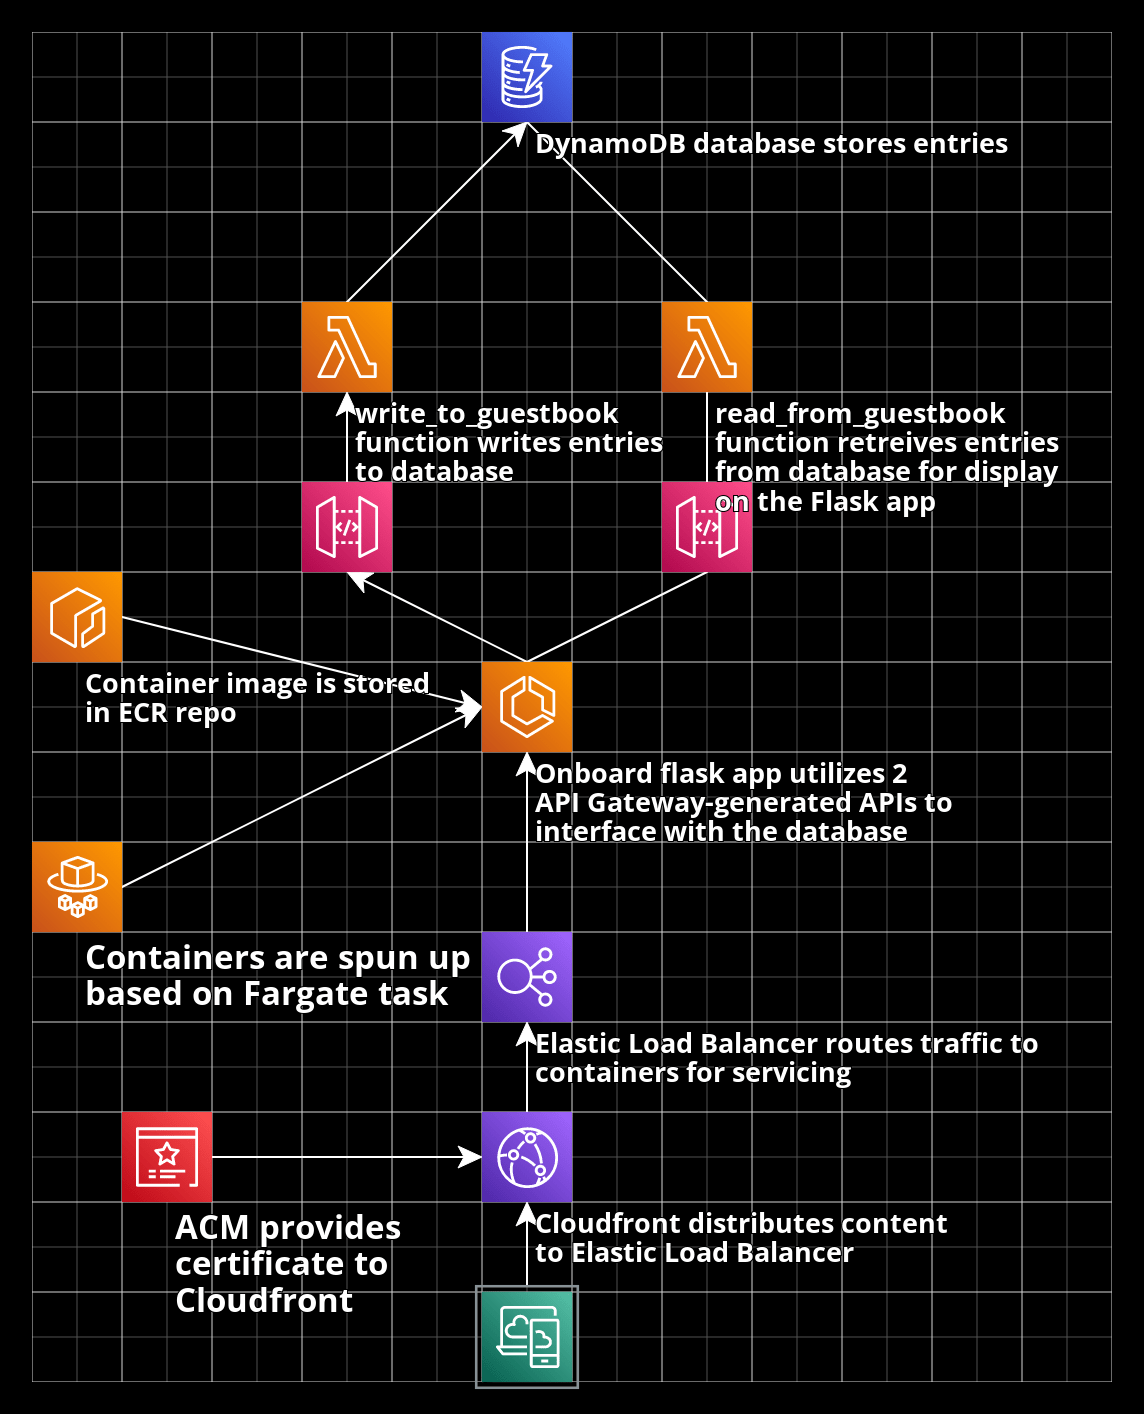 DynamoDB database stores entries
write_to_guestbook
function writes entries
to database
read_from_guestbook
function retreives entries
from database for display
on the Flask app
Container image is stored
in ECR repo
Onboard flask app utilizes 2
API Gateway-generated APIs to
interface with the database
Containers are spun up
based on Fargate task
Elastic Load Balancer routes traffic to
containers for servicing
ACM provides
certificate to
Cloudfront
Cloudfront distributes content
to Elastic Load Balancer